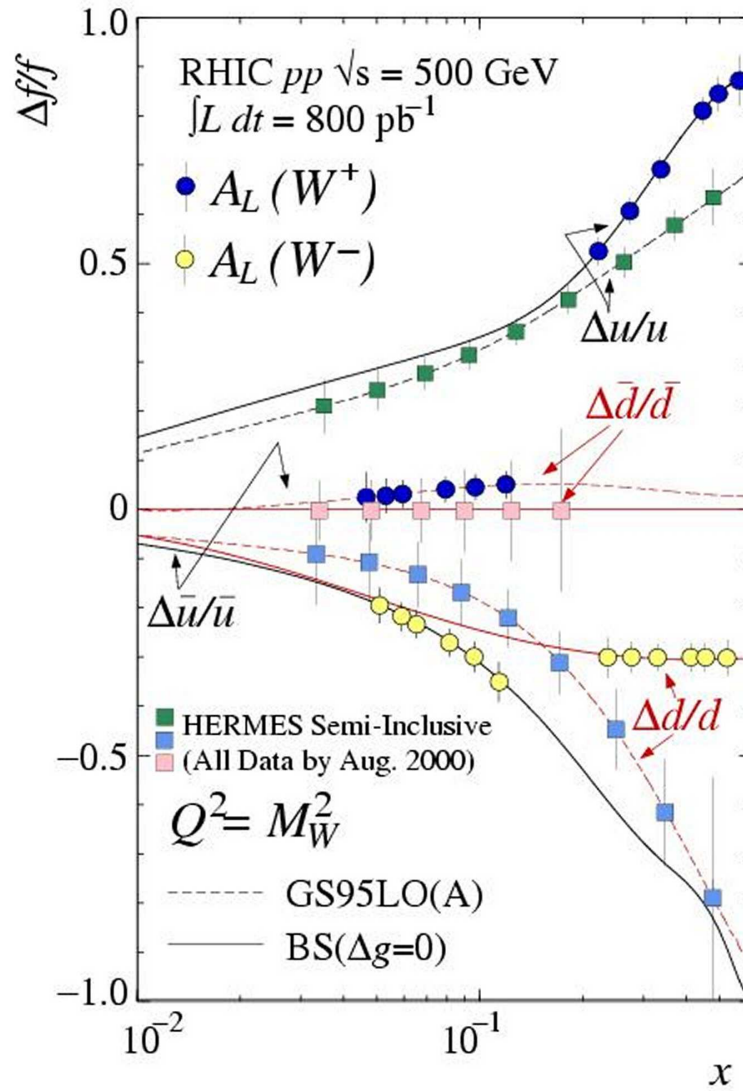 1.0
Δf/f
RHIC pp √s = 500 GeV
∫L dt = 800 pb⁻¹
A_L (W⁺)
A_L (W⁻)
0.5
Δu/u
Δd̄/d̄
0
Δū/ū
HERMES Semi-Inclusive
(All Data by Aug. 2000)
Δd/d
−0.5
Q² = M_W²
GS95LO(A)
BS(Δg=0)
−1.0
10⁻²
10⁻¹
x